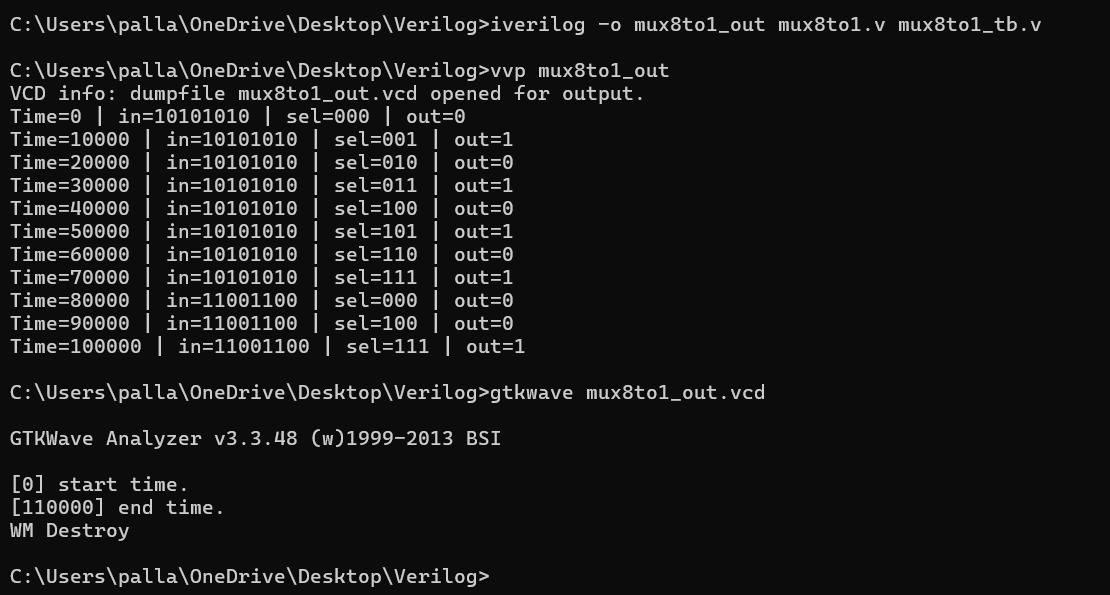 C:\Users\palla\OneDrive\Desktop\Verilog>iverilog -o mux8to1_out mux8to1.v mux8to1_tb.v
C:\Users\palla\OneDrive\Desktop\Verilog>vvp mux8to1_out
VCD info: dumpfile mux8to1_out.vcd opened for output.
Time=0 | in=10101010 | sel=000 | out=0
Time=10000 | in=10101010 | sel=001 | out=1
Time=20000 | in=10101010 | sel=010 | out=0
Time=30000 | in=10101010 | sel=011 | out=1
Time=40000 | in=10101010 | sel=100 | out=0
Time=50000 | in=10101010 | sel=101 | out=1
Time=60000 | in=10101010 | sel=110 | out=0
Time=70000 | in=10101010 | sel=111 | out=1
Time=80000 | in=11001100 | sel=000 | out=0
Time=90000 | in=11001100 | sel=100 | out=0
Time=100000 | in=11001100 | sel=111 | out=1
C:\Users\palla\OneDrive\Desktop\Verilog>gtkwave mux8to1_out.vcd
GTKWave Analyzer v3.3.48 (w)1999-2013 BSI
[0] start time.
[110000] end time.
WM Destroy
C:\Users\palla\OneDrive\Desktop\Verilog>